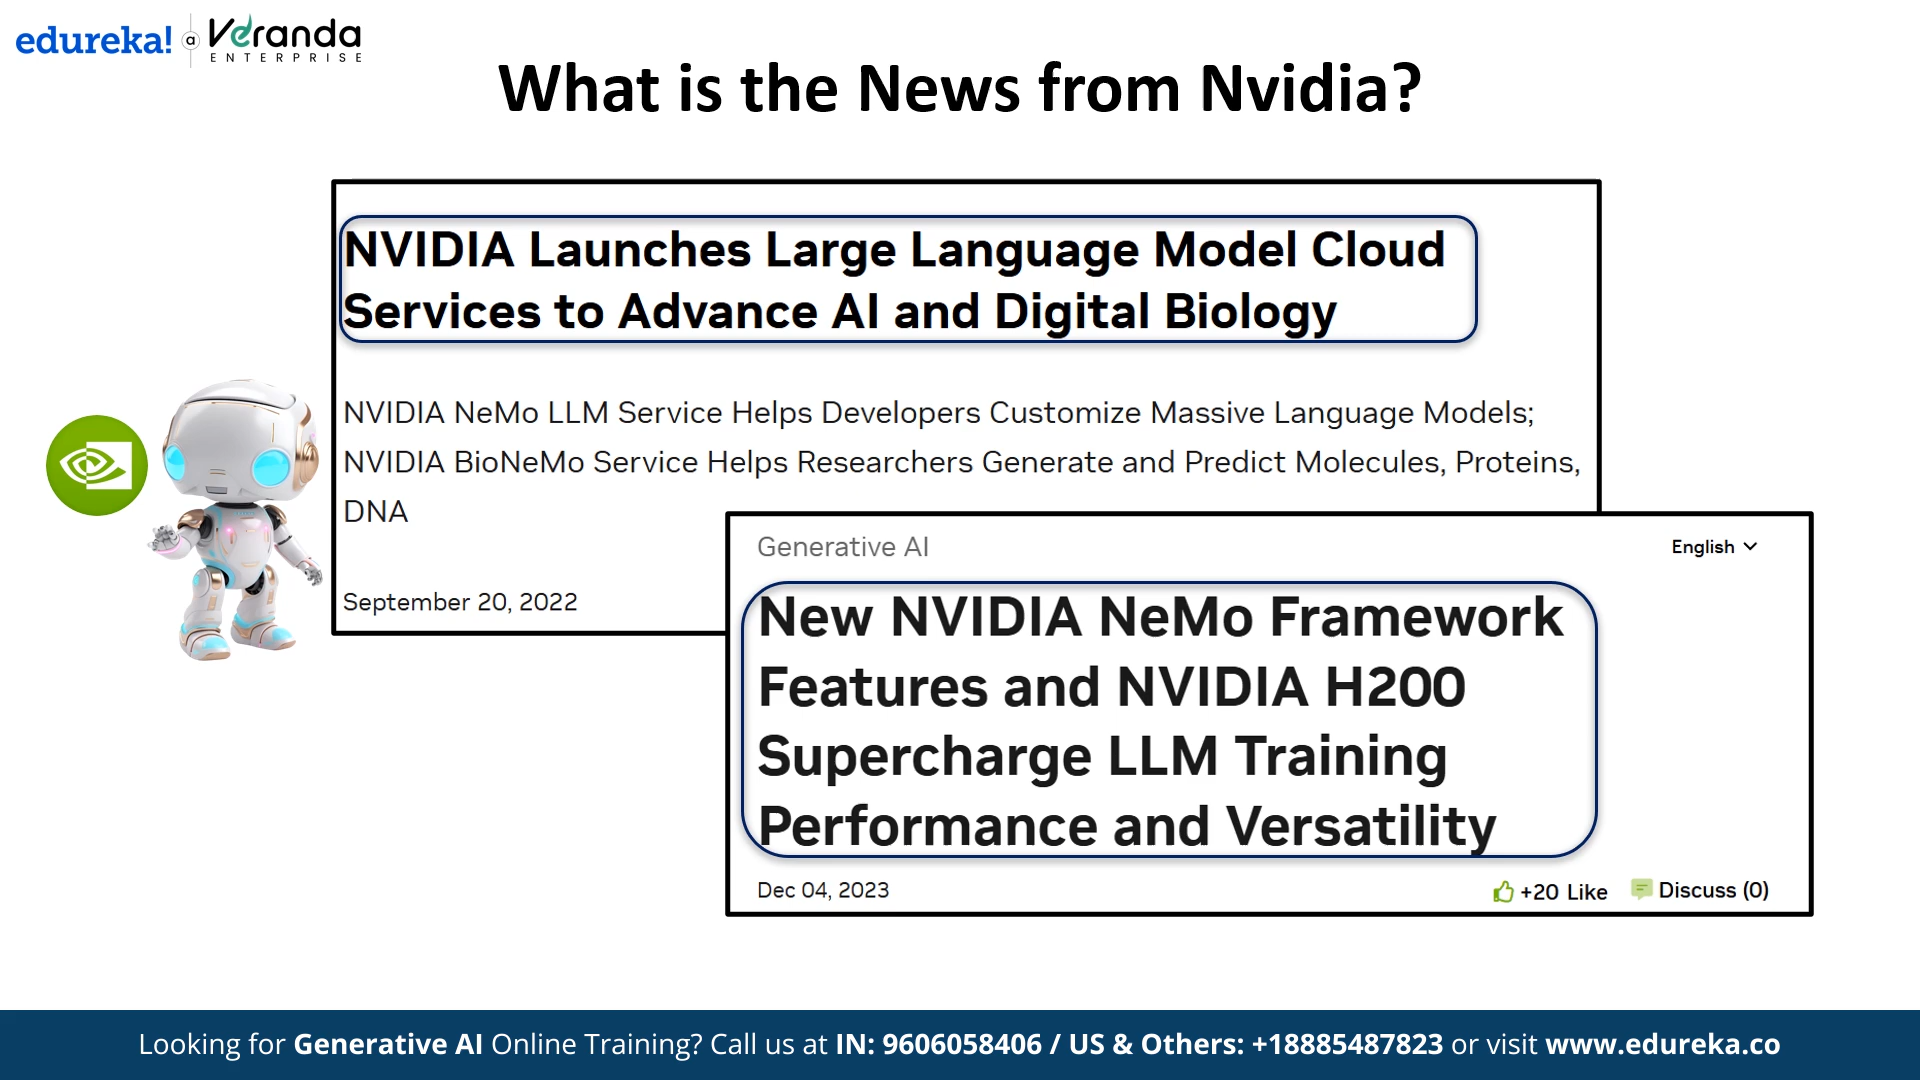 edureka! a Veranda
ENTERPRISE
What is the News from Nvidia?
NVIDIA Launches Large Language Model Cloud
Services to Advance AI and Digital Biology
NVIDIA NeMo LLM Service Helps Developers Customize Massive Language Models;
NVIDIA BioNeMo Service Helps Researchers Generate and Predict Molecules, Proteins,
DNA
September 20, 2022
Generative AI
English
New NVIDIA NeMo Framework
Features and NVIDIA H200
Supercharge LLM Training
Performance and Versatility
Dec 04, 2023
+20 Like
Discuss (0)
Looking for Generative AI Online Training? Call us at IN: 9606058406 / US & Others: +18885487823 or visit www.edureka.co